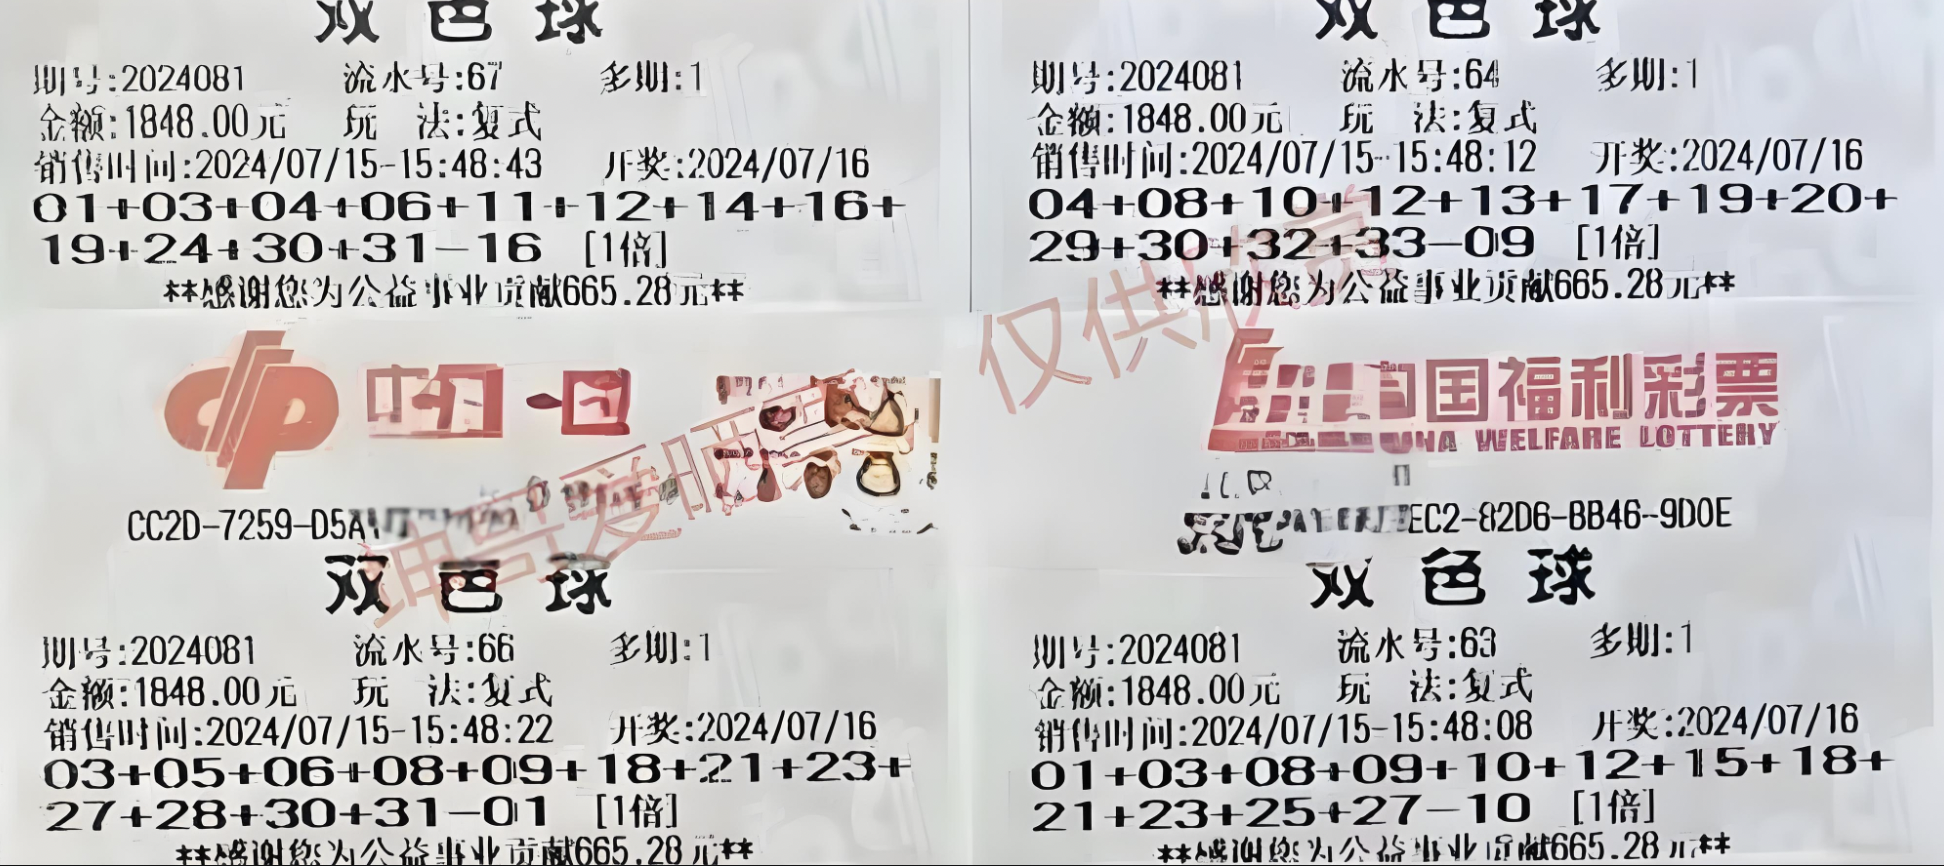 双色球
期号:2024081 流水号:67 多期:1
金额:1848.00元 玩 法:复式
销售时间:2024/07/15-15:48:43 开奖:2024/07/16
01+03+04+06+11+12+14+16+
19+24+30+31-16 [1倍]
**感谢您为公益事业贡献665.28元**
CC2D-7259-D5A
双色球
期号:2024081 流水号:66 多期:1
金额:1848.00元 玩 法:复式
销售时间:2024/07/15-15:48:22 开奖:2024/07/16
03+05+06+08+09+18+21+23+
27+28+30+31-01 [1倍]
**感谢您为公益事业贡献665.28元**
双色球
期号:2024081 流水号:64 多期:1
金额:1848.00元 玩 法:复式
销售时间:2024/07/15-15:48:12 开奖:2024/07/16
04+08+10+12+13+17+19+20+
29+30+32+33-09 [1倍]
**感谢您为公益事业贡献665.28元**
仅供欣赏
国福利彩票
WELFARE LOTTERY
EC2-82D6-BB46-9D0E
双色球
期号:2024081 流水号:63 多期:1
金额:1848.00元 玩 法:复式
销售时间:2024/07/15-15:48:08 开奖:2024/07/16
01+03+08+09+10+12+15+18+
21+23+25+27-10 [1倍]
**感谢您为公益事业贡献665.28元**